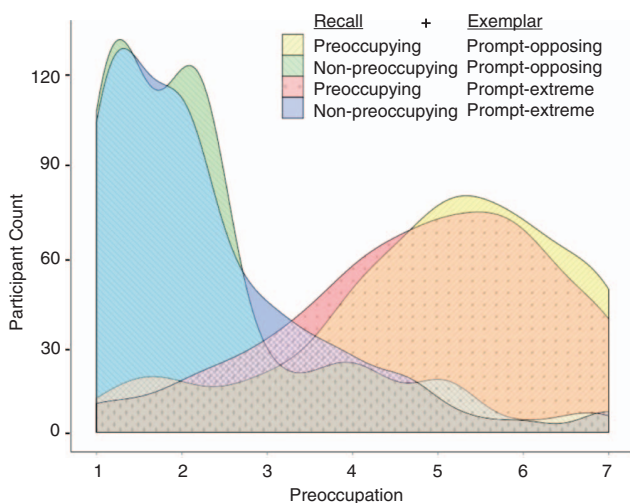 Recall + Exemplar
Preoccupying Prompt-opposing
Non-preoccupying Prompt-opposing
Preoccupying Prompt-extreme
Non-preoccupying Prompt-extreme
120
90
60
30
0
Participant Count
1 2 3 4 5 6 7
Preoccupation